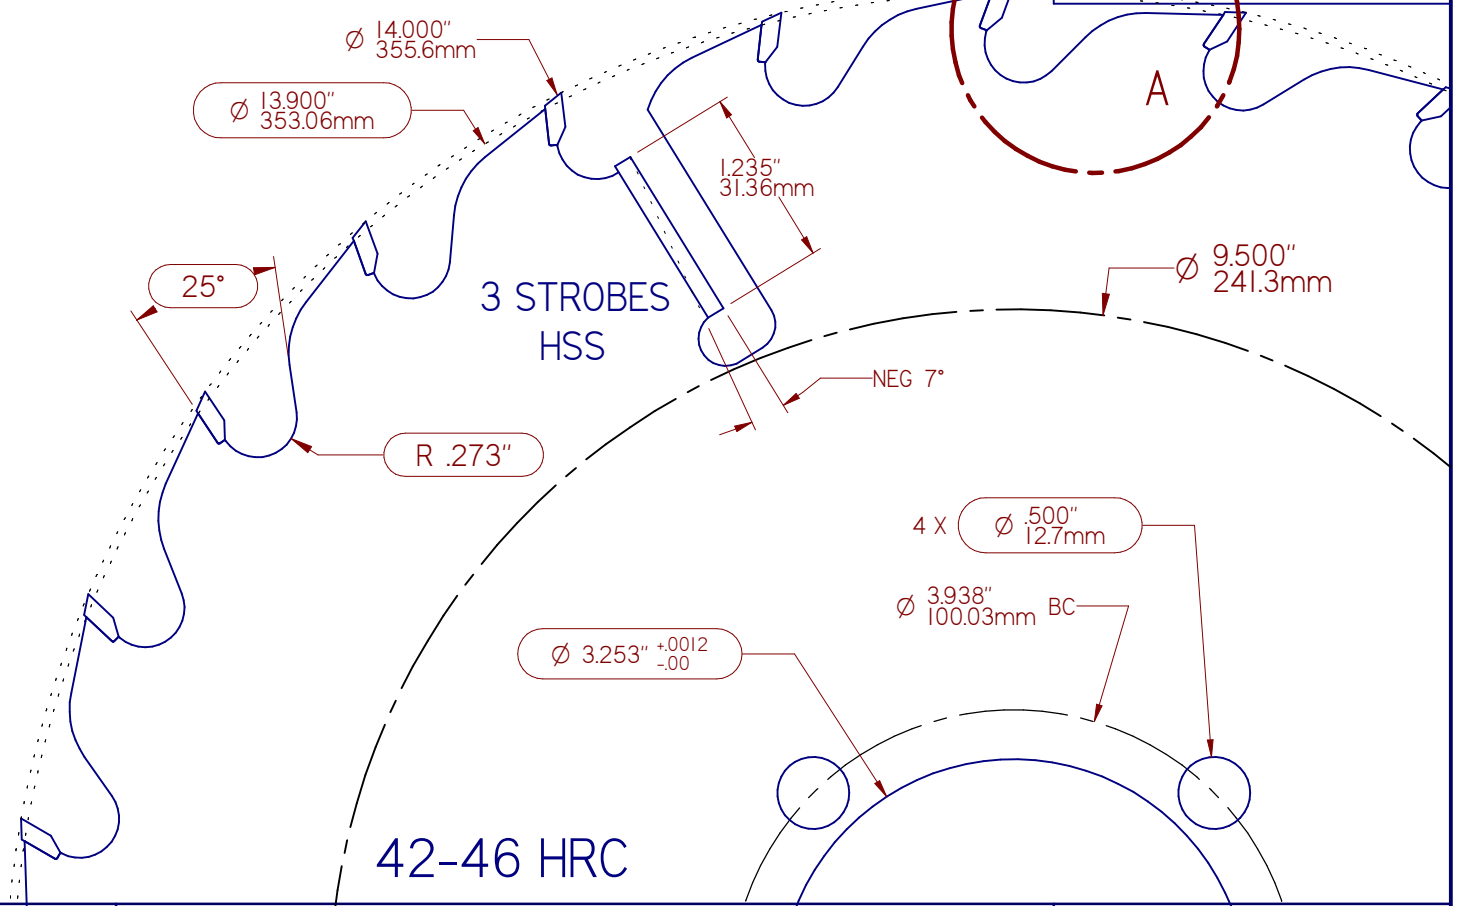 Ø 14.000"
355.6mm
Ø 13.900"
353.06mm
A
1.235"
31.36mm
Ø 9.500"
241.3mm
25°
3 STROBES
HSS
NEG 7°
R .273"
4 X Ø .500"
12.7mm
Ø 3.938"
100.03mm BC
Ø 3.253" +.0012
-.00
42-46 HRC